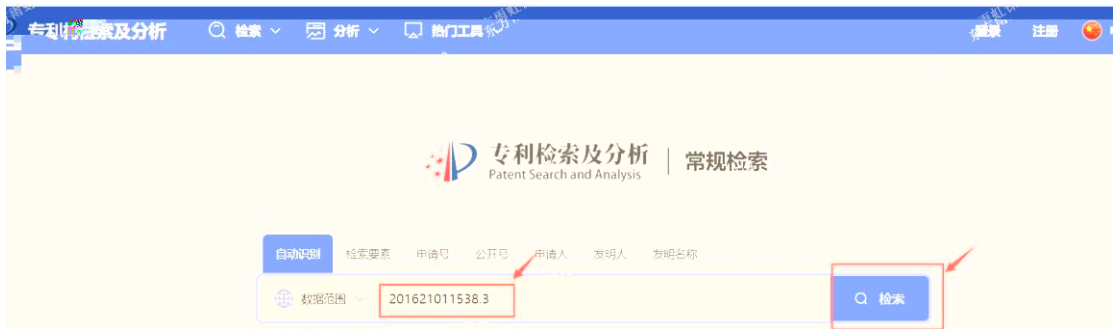 专利检索及分析 检索 分析 热门工具 登录 注册
专利检索及分析 常规检索
Patent Search and Analysis
自动识别 检索要素 申请号 公开号 申请人 发明人 发明名称
数据范围 201621011538.3 检索